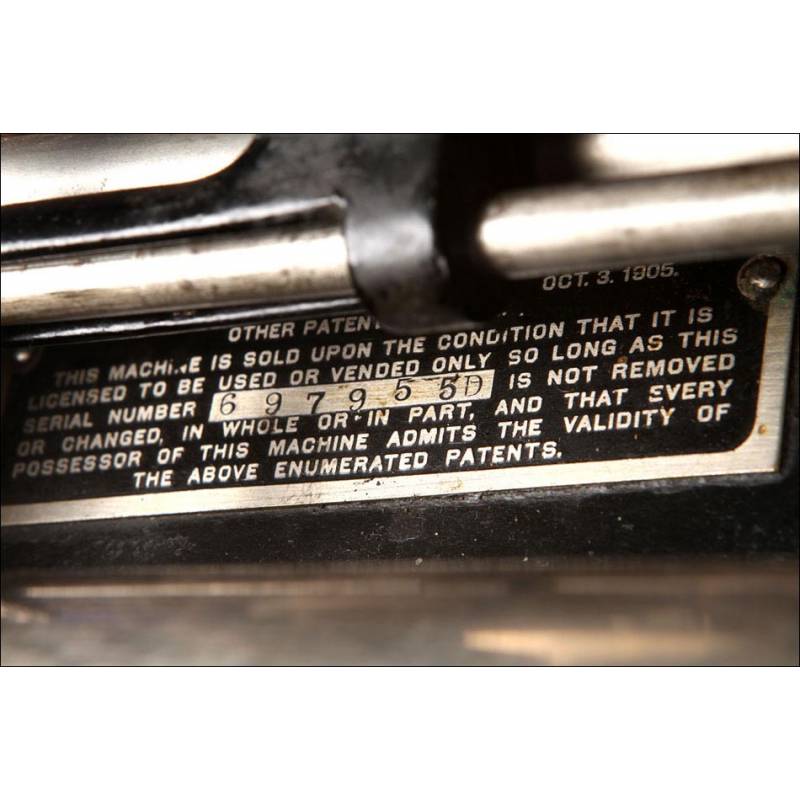 OCT. 3. 1905.
OTHER
THIS MACHINE IS SOLD UPON THE CONDITION THAT IT IS
LICENSED TO BE USED OR VENDED ONLY SO LONG AS THIS
SERIAL NUMBER 697955D IS NOT REMOVED
OR CHANGED, IN WHOLE OR IN PART, AND THAT EVERY
POSSESSOR OF THIS MACHINE ADMITS THE VALIDITY OF
THE ABOVE ENUMERATED PATENTS.